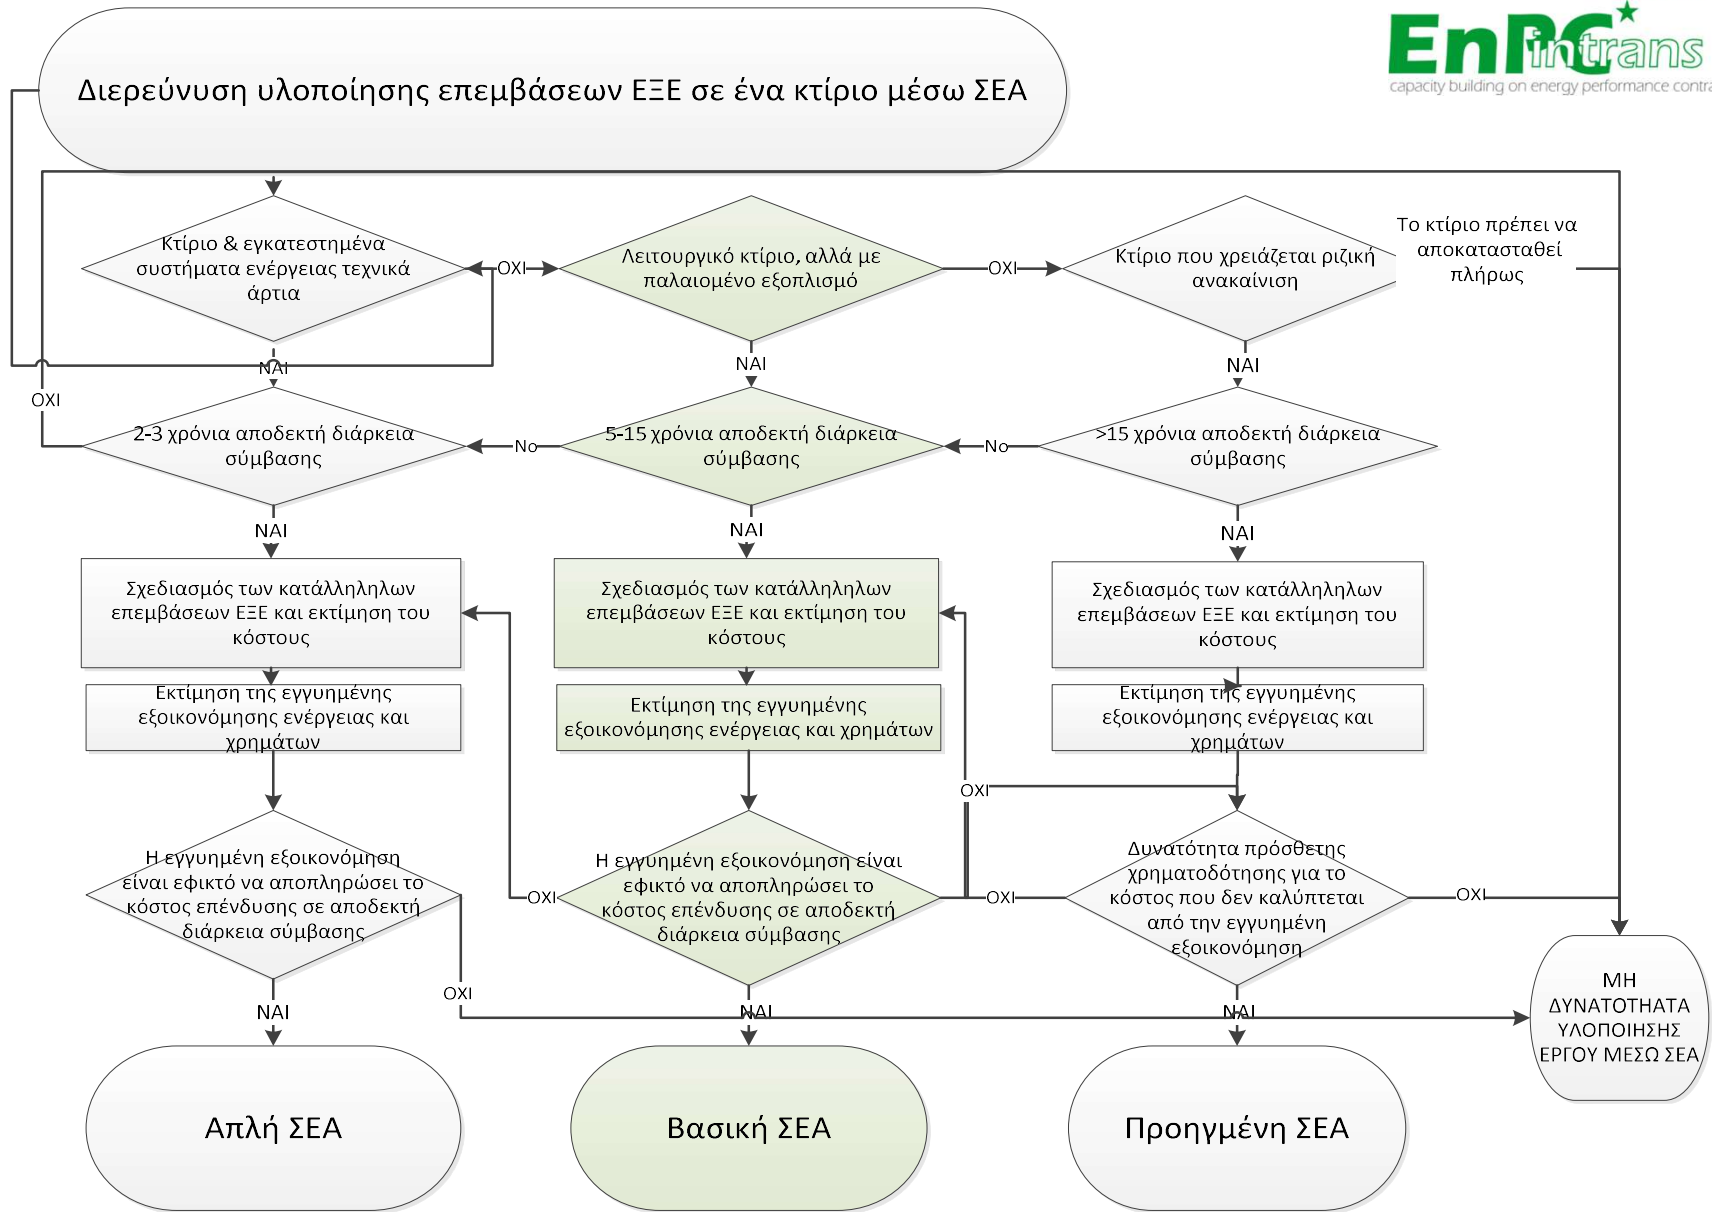 EnPC intrans
capacity building on energy performance contra
Διερεύνυση υλοποίησης επεμβάσεων ΕΞΕ σε ένα κτίριο μέσω ΣΕΑ
Κτίριο & εγκατεστημένα
συστήματα ενέργειας τεχνικά
άρτια
ΟΧΙ
Λειτουργικό κτίριο, αλλά με
παλαιομένο εξοπλισμό
ΟΧΙ
Κτίριο που χρειάζεται ριζική
ανακαίνιση
Το κτίριο πρέπει να
αποκατασταθεί
πλήρως
ΝΑΙ
ΝΑΙ
ΝΑΙ
ΟΧΙ
2-3 χρόνια αποδεκτή διάρκεια
σύμβασης
No
5-15 χρόνια αποδεκτή διάρκεια
σύμβασης
No
>15 χρόνια αποδεκτή διάρκεια
σύμβασης
ΝΑΙ
ΝΑΙ
ΝΑΙ
Σχεδιασμός των κατάλληληλων
επεμβάσεων ΕΞΕ και εκτίμηση του
κόστους
Σχεδιασμός των κατάλληληλων
επεμβάσεων ΕΞΕ και εκτίμηση του
κόστους
Σχεδιασμός των κατάλληληλων
επεμβάσεων ΕΞΕ και εκτίμηση του
κόστους
Εκτίμηση της εγγυημένης
εξοικονόμησης ενέργειας και
χρημάτων
Εκτίμηση της εγγυημένης
εξοικονόμησης ενέργειας και χρημάτων
Εκτίμηση της εγγυημένης
εξοικονόμησης ενέργειας και
χρημάτων
ΟΧΙ
Η εγγυημένη εξοικονόμηση
είναι εφικτό να αποπληρώσει το
κόστος επένδυσης σε αποδεκτή
διάρκεια σύμβασης
ΟΧΙ
Η εγγυημένη εξοικονόμηση είναι
εφικτό να αποπληρώσει το
κόστος επένδυσης σε αποδεκτή
διάρκεια σύμβασης
ΟΧΙ
Δυνατότητα πρόσθετης
χρηματοδότησης για το
κόστος που δεν καλύπτεται
από την εγγυημένη
εξοικονόμηση
ΟΧΙ
ΟΧΙ
ΝΑΙ
ΝΑΙ
ΝΑΙ
ΜΗ
ΔΥΝΑΤΟΤΗΑΤΑ
ΥΛΟΠΟΙΗΣΗΣ
ΕΡΓΟΥ ΜΕΣΩ ΣΕΑ
Απλή ΣΕΑ
Βασική ΣΕΑ
Προηγμένη ΣΕΑ